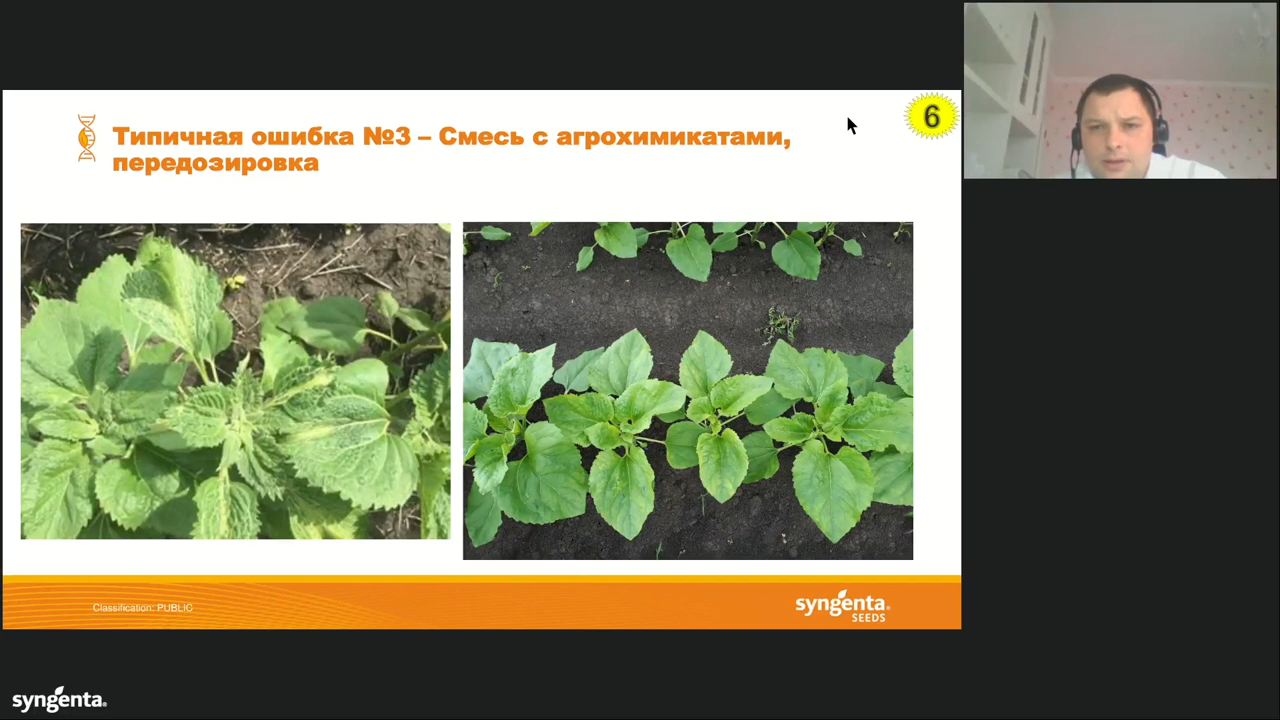 Типичная ошибка №3 – Смесь с агрохимикатами,
передозировка
6
Classification: PUBLIC
syngenta
SEEDS
syngenta